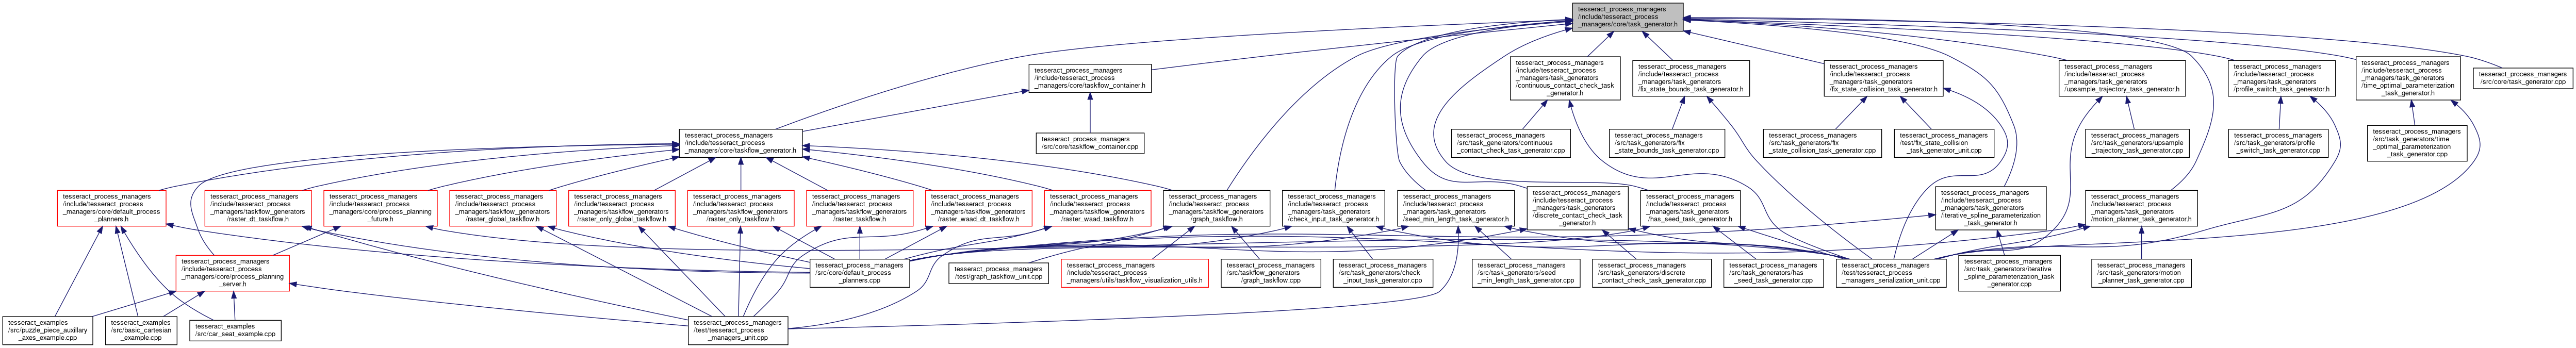 tesseract_process_managers
/include/tesseract_process
_managers/core/task_generator.h
tesseract_process_managers
/include/tesseract_process
_managers/core/taskflow_container.h
tesseract_process_managers
/include/tesseract_process
_managers/task_generators
/continuous_contact_check_task
_generator.h
tesseract_process_managers
/include/tesseract_process
_managers/task_generators
/fix_state_bounds_task_generator.h
tesseract_process_managers
/include/tesseract_process
_managers/task_generators
/fix_state_collision_task_generator.h
tesseract_process_managers
/include/tesseract_process
_managers/task_generators
/upsample_trajectory_task_generator.h
tesseract_process_managers
/include/tesseract_process
_managers/task_generators
/profile_switch_task_generator.h
tesseract_process_managers
/include/tesseract_process
_managers/task_generators
/time_optimal_parameterization
_task_generator.h
tesseract_process_managers
/src/core/task_generator.cpp
tesseract_process_managers
/include/tesseract_process
_managers/core/taskflow_generator.h
tesseract_process_managers
/src/core/taskflow_container.cpp
tesseract_process_managers
/src/task_generators/continuous
_contact_check_task_generator.cpp
tesseract_process_managers
/src/task_generators/fix
_state_bounds_task_generator.cpp
tesseract_process_managers
/src/task_generators/fix
_state_collision_task_generator.cpp
tesseract_process_managers
/test/fix_state_collision
_task_generator_unit.cpp
tesseract_process_managers
/src/task_generators/upsample
_trajectory_task_generator.cpp
tesseract_process_managers
/src/task_generators/profile
_switch_task_generator.cpp
tesseract_process_managers
/src/task_generators/time
_optimal_parameterization
_task_generator.cpp
tesseract_process_managers
/include/tesseract_process
_managers/core/default_process
_planners.h
tesseract_process_managers
/include/tesseract_process
_managers/taskflow_generators
/raster_dt_taskflow.h
tesseract_process_managers
/include/tesseract_process
_managers/core/process_planning
_future.h
tesseract_process_managers
/include/tesseract_process
_managers/taskflow_generators
/raster_global_taskflow.h
tesseract_process_managers
/include/tesseract_process
_managers/taskflow_generators
/raster_only_global_taskflow.h
tesseract_process_managers
/include/tesseract_process
_managers/taskflow_generators
/raster_only_taskflow.h
tesseract_process_managers
/include/tesseract_process
_managers/taskflow_generators
/raster_taskflow.h
tesseract_process_managers
/include/tesseract_process
_managers/taskflow_generators
/raster_waad_dt_taskflow.h
tesseract_process_managers
/include/tesseract_process
_managers/taskflow_generators
/raster_waad_taskflow.h
tesseract_process_managers
/include/tesseract_process
_managers/taskflow_generators
/graph_taskflow.h
tesseract_process_managers
/include/tesseract_process
_managers/task_generators
/check_input_task_generator.h
tesseract_process_managers
/include/tesseract_process
_managers/task_generators
/seed_min_length_task_generator.h
tesseract_process_managers
/include/tesseract_process
_managers/task_generators
/discrete_contact_check_task
_generator.h
tesseract_process_managers
/include/tesseract_process
_managers/task_generators
/has_seed_task_generator.h
tesseract_process_managers
/include/tesseract_process
_managers/task_generators
/iterative_spline_parameterization
_task_generator.h
tesseract_process_managers
/include/tesseract_process
_managers/task_generators
/motion_planner_task_generator.h
tesseract_process_managers
/include/tesseract_process
_managers/core/process_planning
_server.h
tesseract_process_managers
/src/core/default_process
_planners.cpp
tesseract_process_managers
/test/graph_taskflow_unit.cpp
tesseract_process_managers
/include/tesseract_process
_managers/utils/taskflow_visualization_utils.h
tesseract_process_managers
/src/taskflow_generators
/graph_taskflow.cpp
tesseract_process_managers
/src/task_generators/check
_input_task_generator.cpp
tesseract_process_managers
/src/task_generators/seed
_min_length_task_generator.cpp
tesseract_process_managers
/src/task_generators/discrete
_contact_check_task_generator.cpp
tesseract_process_managers
/src/task_generators/has
_seed_task_generator.cpp
tesseract_process_managers
/test/tesseract_process
_managers_serialization_unit.cpp
tesseract_process_managers
/src/task_generators/iterative
_spline_parameterization_task
_generator.cpp
tesseract_process_managers
/src/task_generators/motion
_planner_task_generator.cpp
tesseract_examples
/src/puzzle_piece_auxillary
_axes_example.cpp
tesseract_examples
/src/basic_cartesian
_example.cpp
tesseract_examples
/src/car_seat_example.cpp
tesseract_process_managers
/test/tesseract_process
_managers_unit.cpp